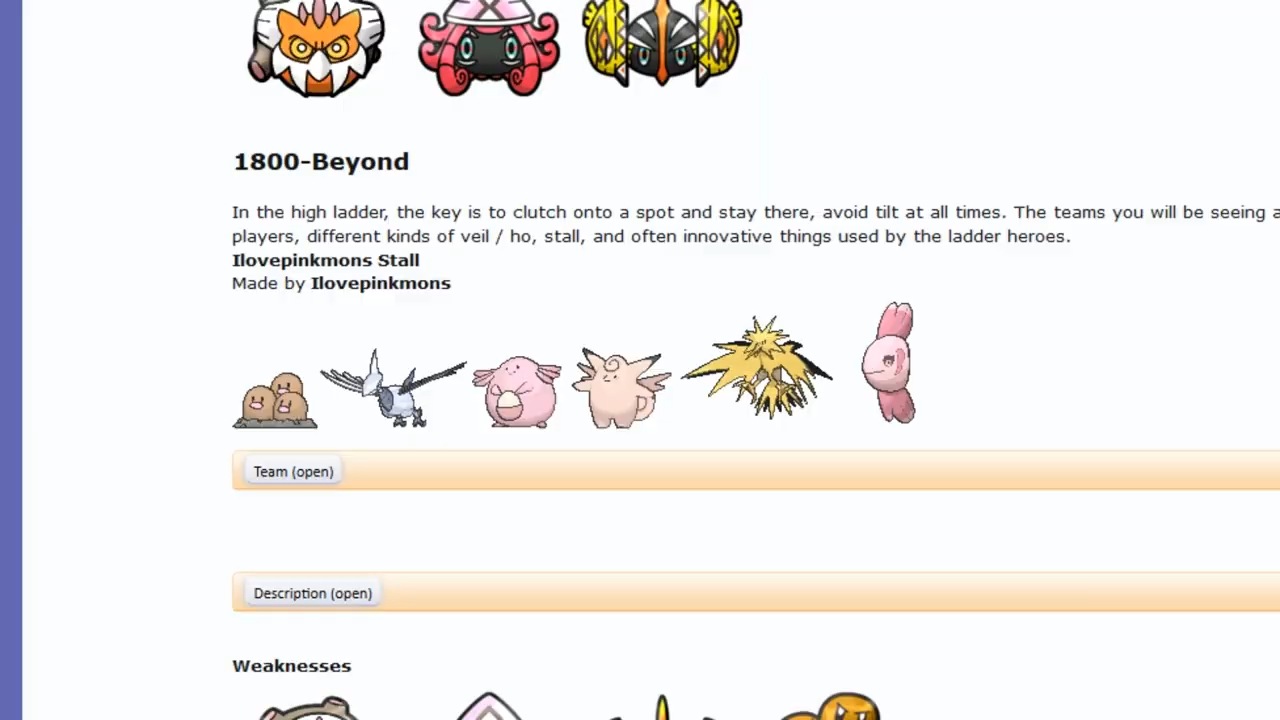 1800-Beyond
In the high ladder, the key is to clutch onto a spot and stay there, avoid tilt at all times. The teams you will be seeing a
players, different kinds of veil / ho, stall, and often innovative things used by the ladder heroes.
Ilovepinkmons Stall
Made by Ilovepinkmons
Team (open)
Description (open)
Weaknesses